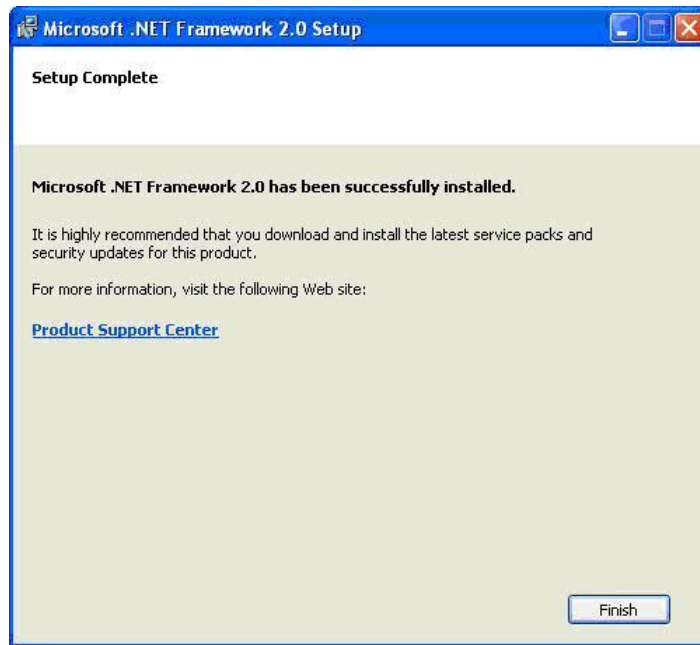 Microsoft .NET Framework 2.0 Setup
Setup Complete
Microsoft .NET Framework 2.0 has been successfully installed.
It is highly recommended that you download and install the latest service packs and
security updates for this product.
For more information, visit the following Web site:
Product Support Center
Finish